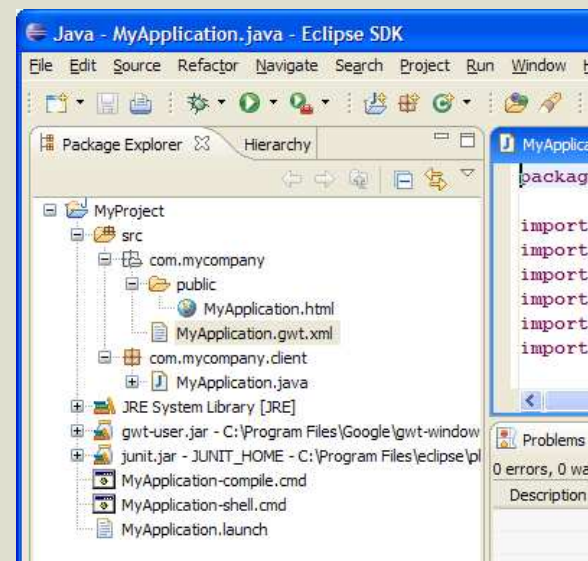 Java - MyApplication.java - Eclipse SDK
File Edit Source Refactor Navigate Search Project Run Window H
Package Explorer Hierarchy
MyApplica
MyProject
src
com.mycompany
public
MyApplication.html
MyApplication.gwt.xml
com.mycompany.client
MyApplication.java
JRE System Library [JRE]
gwt-user.jar - C:\Program Files\Google\gwt-window
junit.jar - JUNIT_HOME - C:\Program Files\eclipse\pl
MyApplication-compile.cmd
MyApplication-shell.cmd
MyApplication.launch
packag
import
import
import
import
import
import
Problems
0 errors, 0 wa
Description